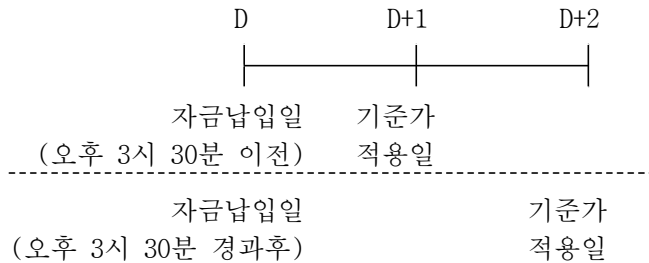 D D+1 D+2
자금납입일 기준가
(오후 3시 30분 이전) 적용일
자금납입일 기준가
(오후 3시 30분 경과후) 적용일